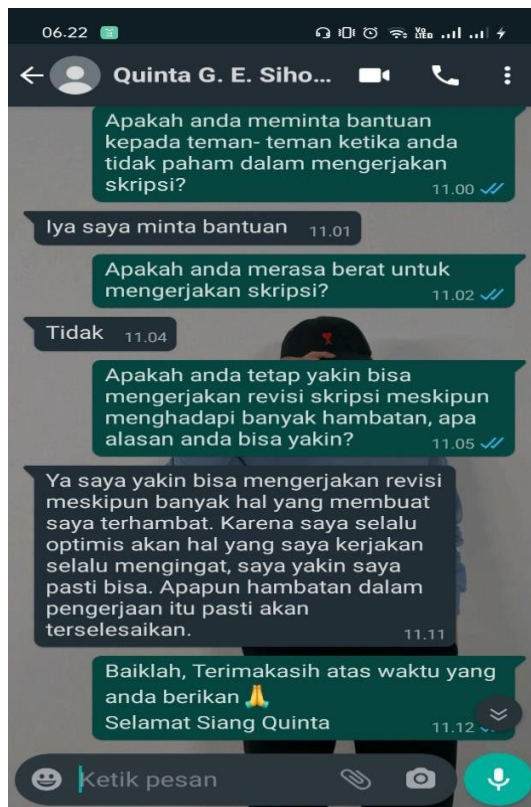 06.22
Quinta G. E. Siho...
Apakah anda meminta bantuan
kepada teman- teman ketika anda
tidak paham dalam mengerjakan
skripsi?
11.00
Iya saya minta bantuan 11.01
Apakah anda merasa berat untuk
mengerjakan skripsi?
11.02
Tidak 11.04
Apakah anda tetap yakin bisa
mengerjakan revisi skripsi meskipun
menghadapi banyak hambatan, apa
alasan anda bisa yakin?
11.05
Ya saya yakin bisa mengerjakan revisi
meskipun banyak hal yang membuat
saya terhambat. Karena saya selalu
optimis akan hal yang saya kerjakan
selalu mengingat, saya yakin saya
pasti bisa. Apapun hambatan dalam
pengerjaan itu pasti akan
terselesaikan.
11.11
Baiklah, Terimakasih atas waktu yang
anda berikan 🙏
Selamat Siang Quinta
11.12
Ketik pesan